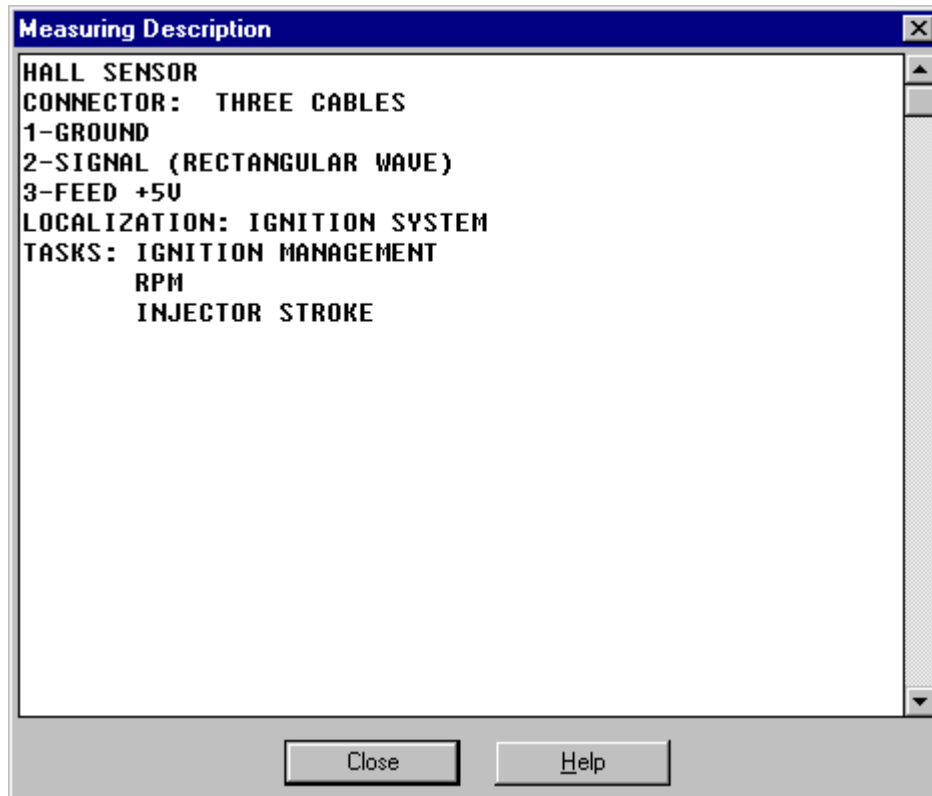 Measuring Description
HALL SENSOR
CONNECTOR:  THREE CABLES
1-GROUND
2-SIGNAL (RECTANGULAR WAVE)
3-FEED +5V
LOCALIZATION: IGNITION SYSTEM
TASKS: IGNITION MANAGEMENT
       RPM
       INJECTOR STROKE
Close
Help